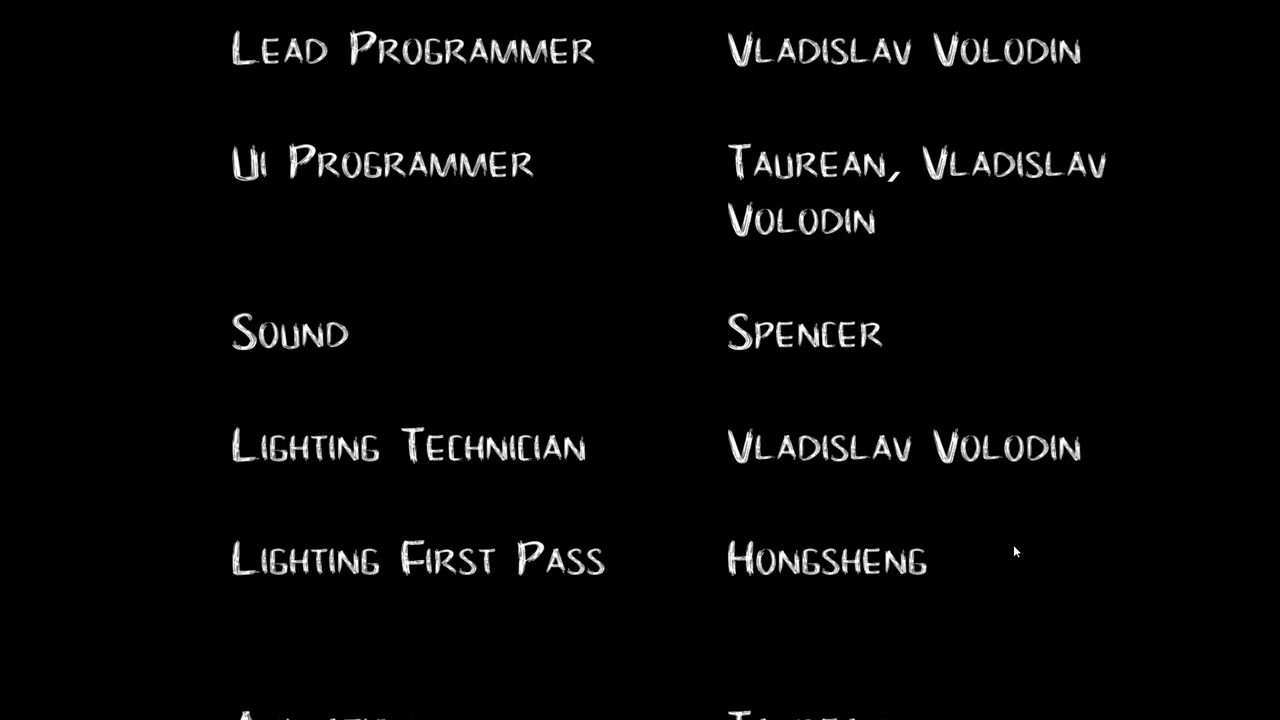 Lead Programmer Vladislav Volodin
UI Programmer Taurean, Vladislav
Volodin
Sound Spencer
Lighting Technician Vladislav Volodin
Lighting First Pass Hongsheng